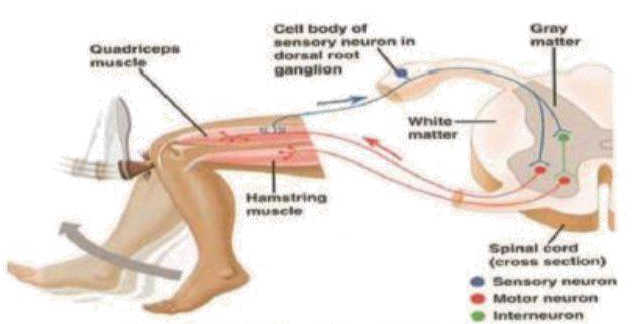 Quadriceps
muscle
Cell body of
sensory neuron in
dorsal root
ganglion
Gray
matter
White
matter
Hamstring
muscle
Spinal cord
(cross section)
Sensory neuron
Motor neuron
Interneuron